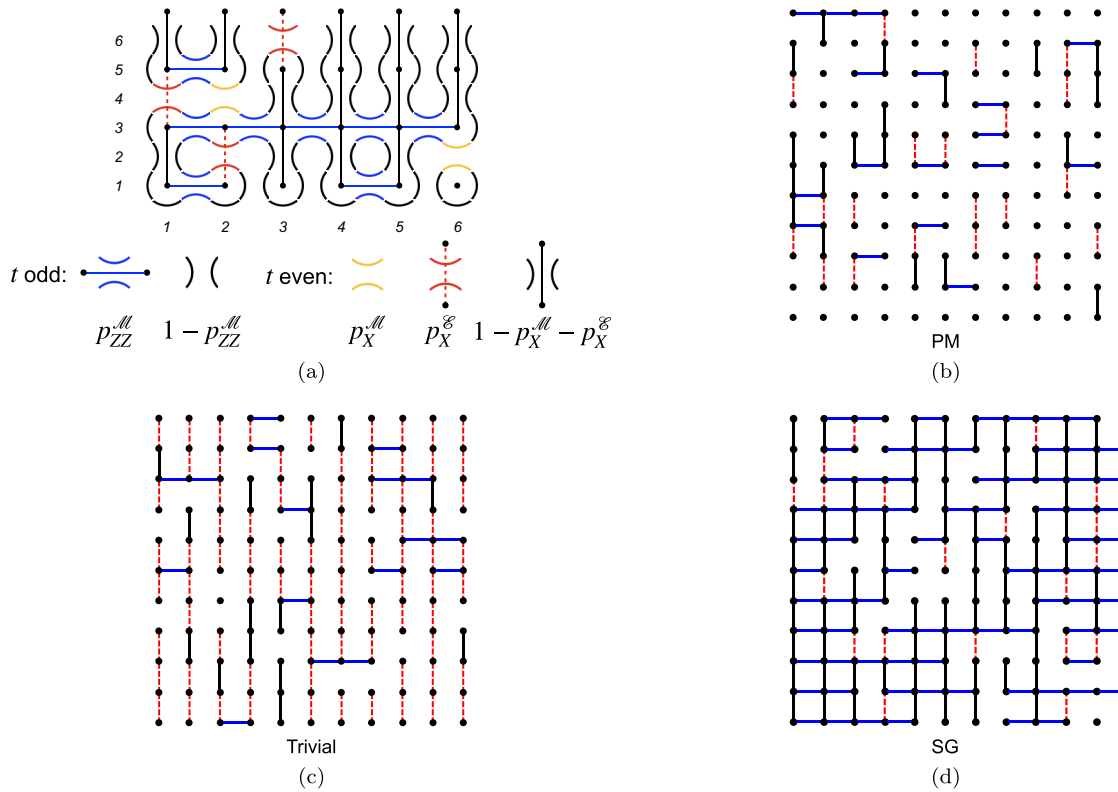 6
5
4
3
2
1
1 2 3 4 5 6
t odd: t even:
p_{ZZ}^{ℳ} 1 − p_{ZZ}^{ℳ} p_X^{ℳ} p_X^{ℰ} 1 − p_X^{ℳ} − p_X^{ℰ}
(a)
PM
(b)
Trivial
(c)
SG
(d)